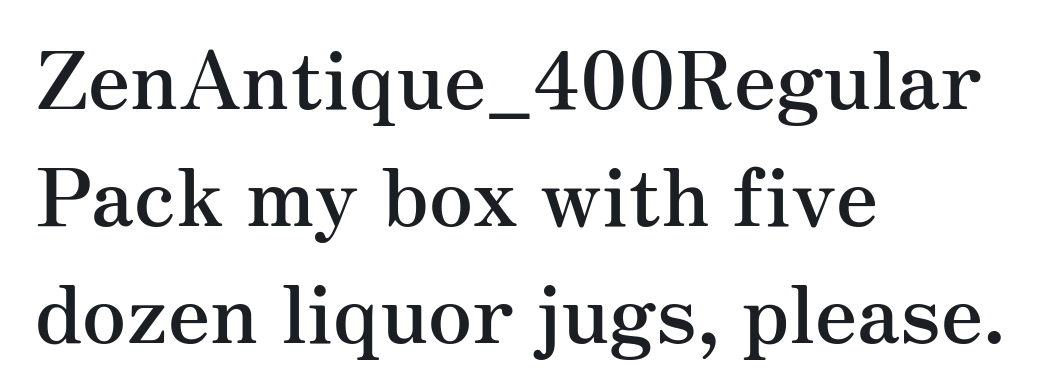 ZenAntique_400Regular
Pack my box with five
dozen liquor jugs, please.